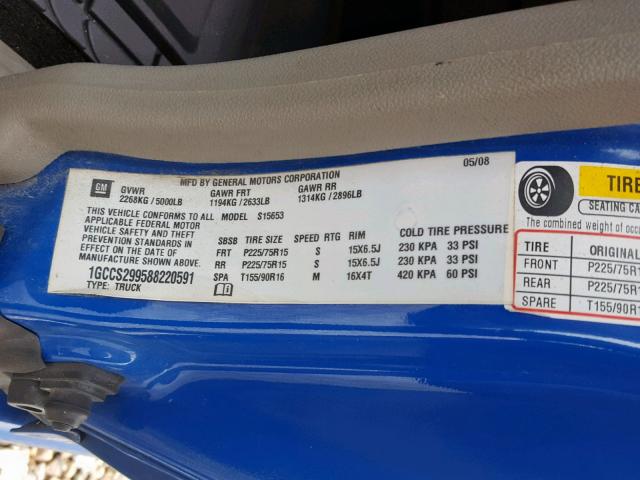 MFD BY GENERAL MOTORS CORPORATION 05/08
GM GVWR GAWR FRT GAWR RR
2268KG / 5000LB 1194KG / 2633LB 1314KG / 2896LB
THIS VEHICLE CONFORMS TO ALL MODEL S15653
APPLICABLE FEDERAL MOTOR
VEHICLE SAFETY AND THEFT
PREVENTION STANDARDS IN
EFFECT ON THE DATE OF
MANUFACTURE SHOWN ABOVE.
1GCCS299588220591
TYPE: TRUCK
SBSB TIRE SIZE SPEED RTG RIM COLD TIRE PRESSURE
FRT P225/75R15 S 15X6.5J 230 KPA 33 PSI
RR P225/75R15 S 15X6.5J 230 KPA 33 PSI
SPA T155/90R16 M 16X4T 420 KPA 60 PSI
TIRE
SEATING CA
The combined weight of occu
TIRE ORIGINAL
FRONT P225/75R
REAR P225/75R
SPARE T155/90R1